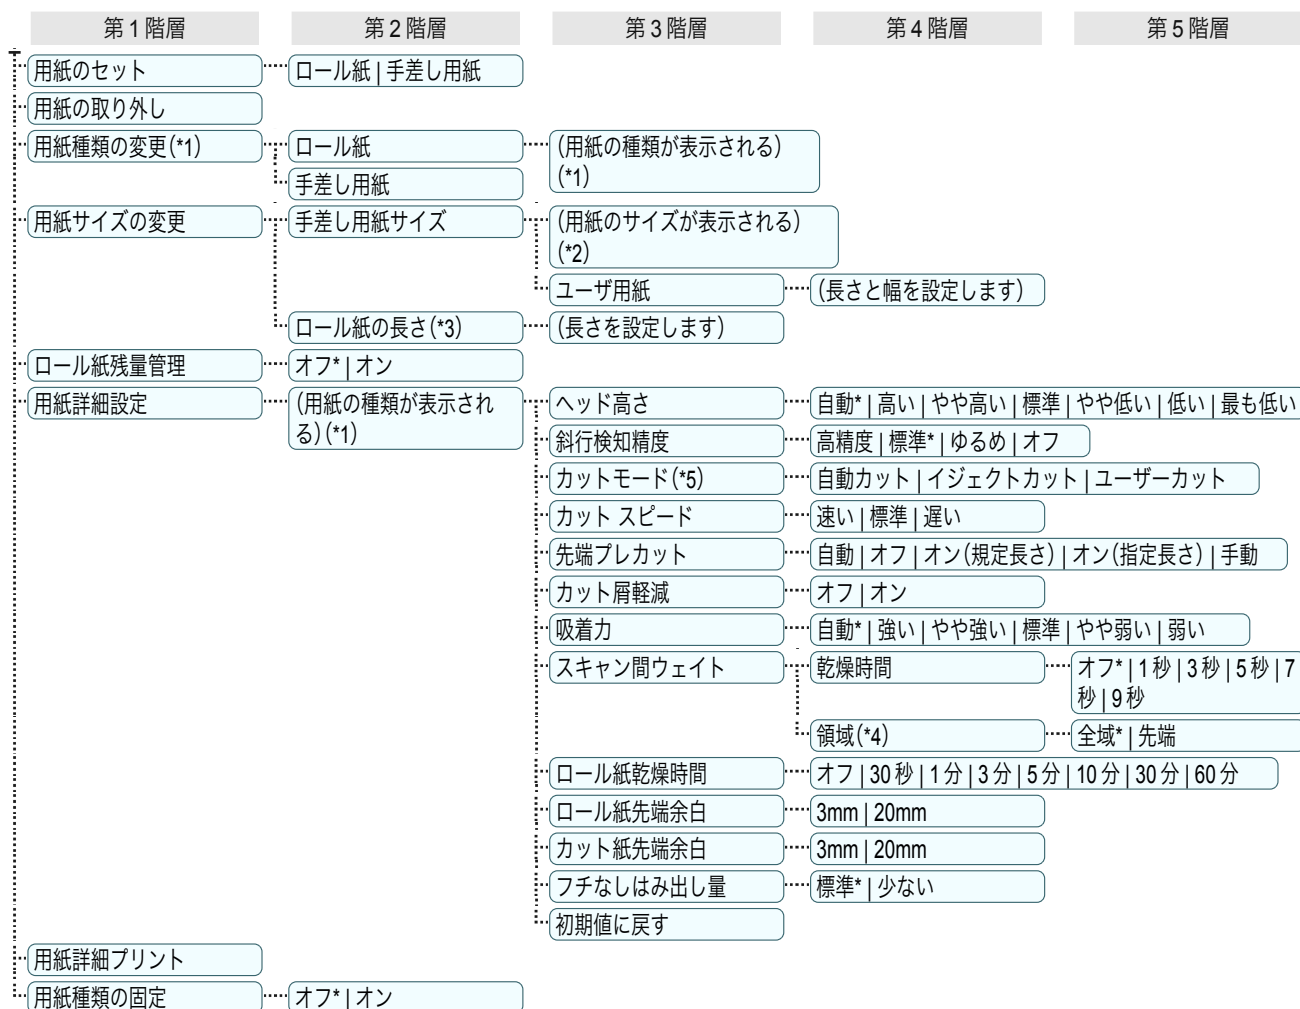 第 1 階層 第 2 階層 第 3 階層 第 4 階層 第 5 階層
用紙のセット ロール紙 | 手差し用紙
用紙の取り外し
用紙種類の変更(*1) ロール紙 (用紙の種類が表示される)
(*1)
手差し用紙
用紙サイズの変更 手差し用紙サイズ (用紙のサイズが表示される)
(*2)
ユーザ用紙 (長さと幅を設定します)
ロール紙の長さ(*3) (長さを設定します)
ロール紙残量管理 オフ* | オン
用紙詳細設定 (用紙の種類が表示され
る)(*1)
ヘッド高さ 自動* | 高い | やや高い | 標準 | やや低い | 低い | 最も低い
斜行検知精度 高精度 | 標準* | ゆるめ | オフ
カットモード(*5) 自動カット | イジェクトカット | ユーザーカット
カット スピード 速い | 標準 | 遅い
先端プレカット 自動 | オフ | オン(規定長さ) | オン(指定長さ) | 手動
カット屑軽減 オフ | オン
吸着力 自動* | 強い | やや強い | 標準 | やや弱い | 弱い
スキャン間ウェイト 乾燥時間 オフ* | 1 秒 | 3 秒 | 5 秒 | 7
秒 | 9 秒
領域(*4) 全域* | 先端
ロール紙乾燥時間 オフ | 30 秒 | 1 分 | 3 分 | 5 分 | 10 分 | 30 分 | 60 分
ロール紙先端余白 3mm | 20mm
カット紙先端余白 3mm | 20mm
フチなしはみ出し量 標準* | 少ない
初期値に戻す
用紙詳細プリント
用紙種類の固定 オフ* | オン